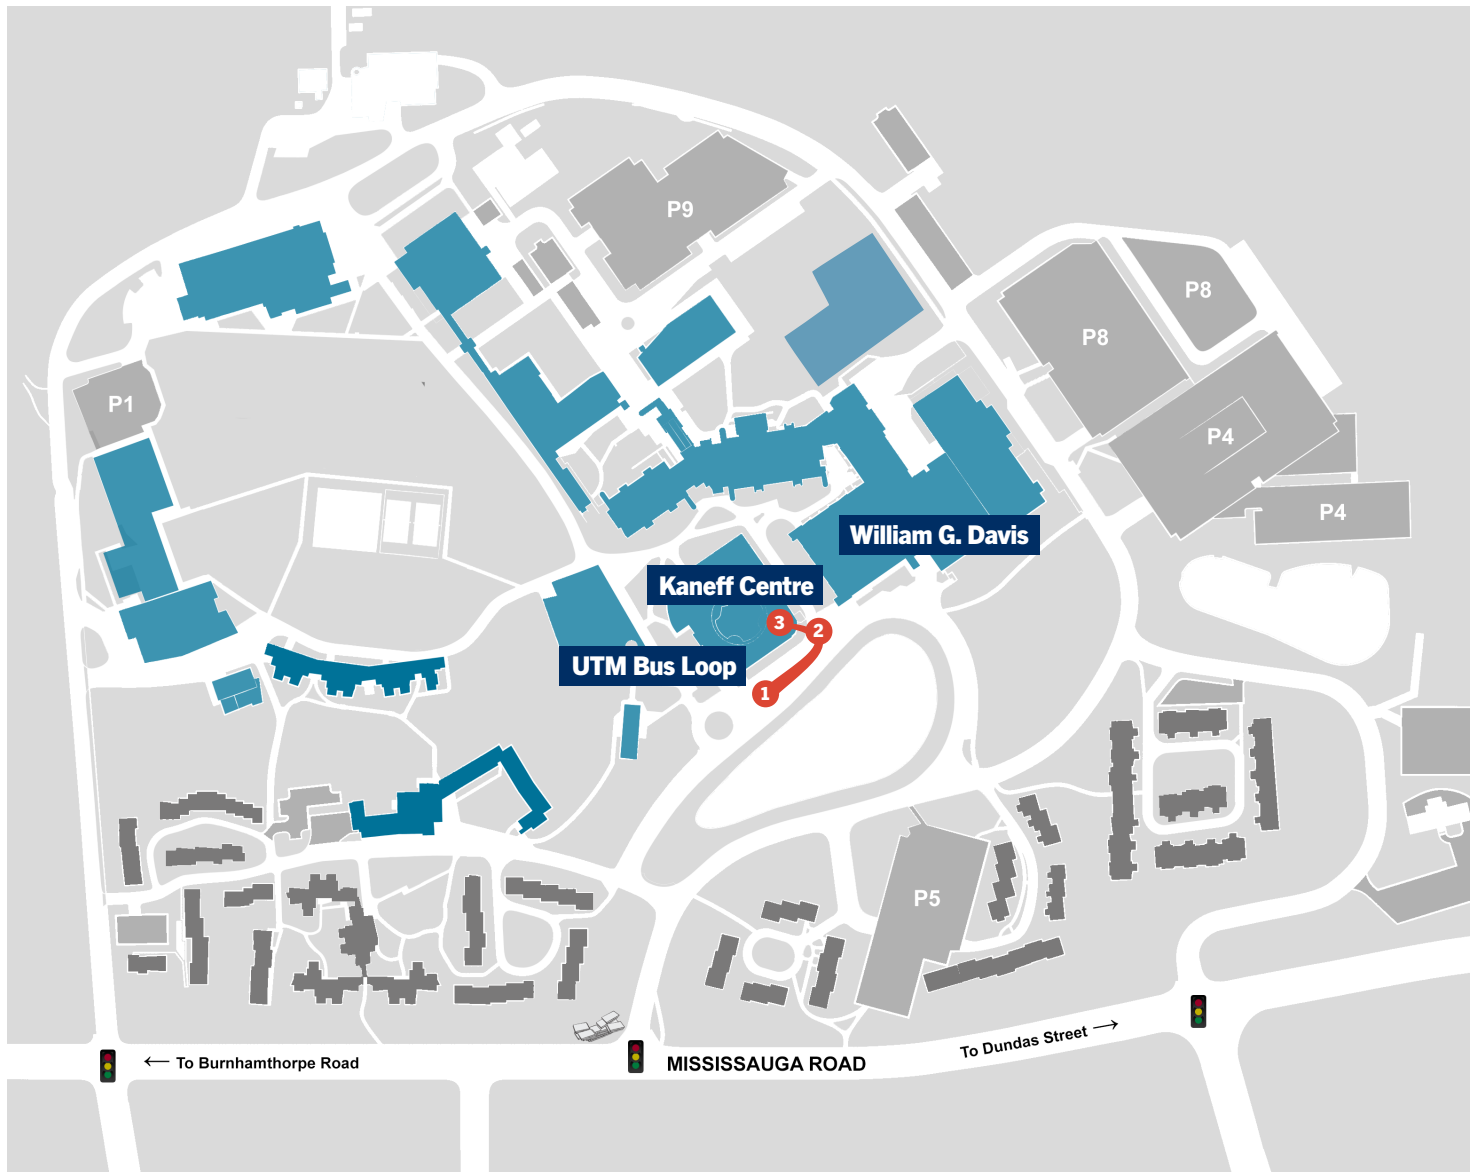 P9
P8
P8
P1
P4
P4
William G. Davis
Kaneff Centre
3
2
UTM Bus Loop
1
P5
To Dundas Street →
← To Burnhamthorpe Road
MISSISSAUGA ROAD